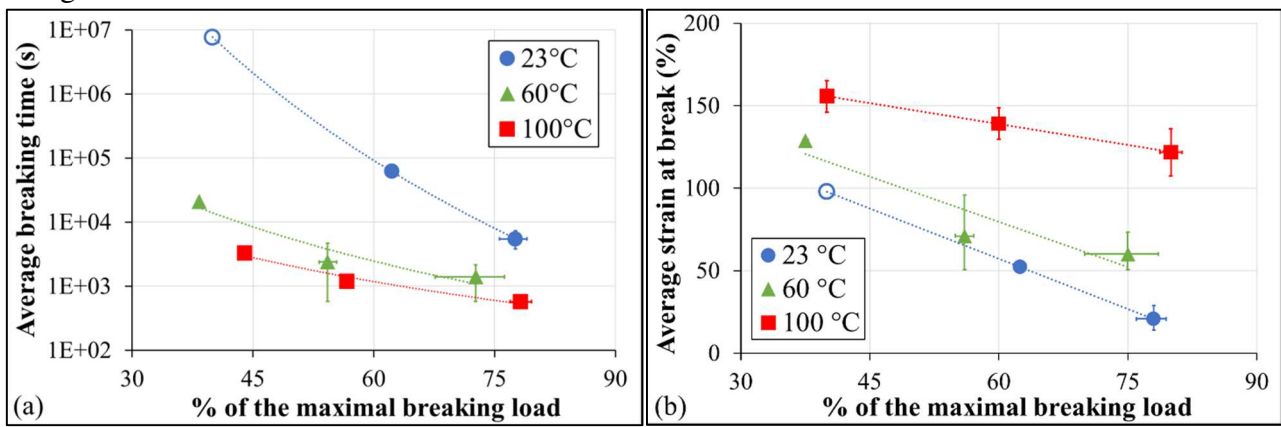 Average breaking time (s)
1E+07
1E+06
1E+05
1E+04
1E+03
1E+02
23°C
60°C
100°C
30 45 60 75 90
(a) % of the maximal breaking load
Average strain at break (%)
200
150
100
50
0
23 °C
60 °C
100 °C
30 45 60 75 90
(b) % of the maximal breaking load